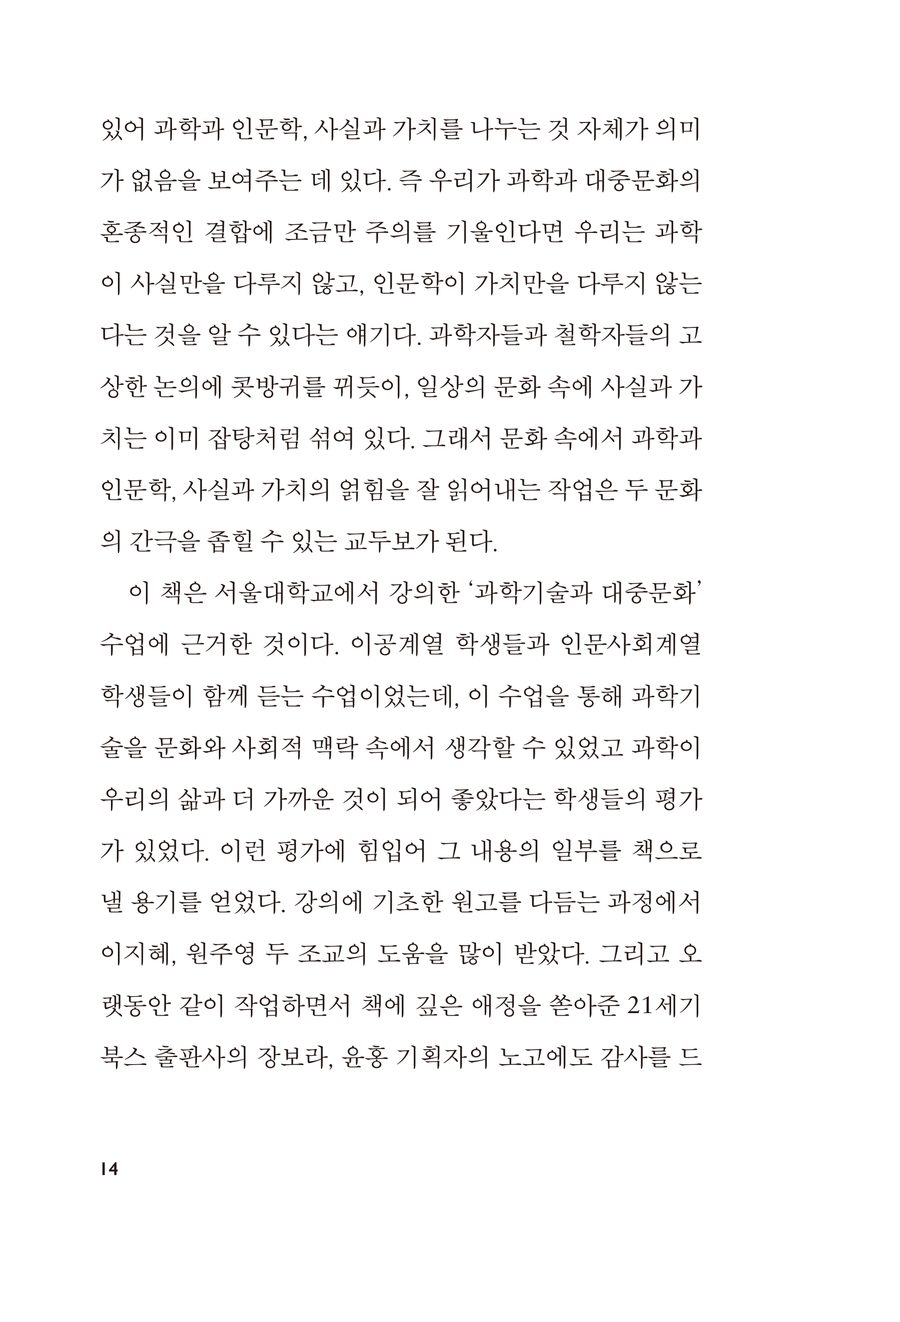 있어 과학과 인문학, 사실과 가치를 나누는 것 자체가 의미
가 없음을 보여주는 데 있다. 즉 우리가 과학과 대중문화의
혼종적인 결합에 조금만 주의를 기울인다면 우리는 과학
이 사실만을 다루지 않고, 인문학이 가치만을 다루지 않는
다는 것을 알 수 있다는 얘기다. 과학자들과 철학자들의 고
상한 논의에 콧방귀를 뀌듯이, 일상의 문화 속에 사실과 가
치는 이미 잡탕처럼 섞여 있다. 그래서 문화 속에서 과학과
인문학, 사실과 가치의 얽힘을 잘 읽어내는 작업은 두 문화
의 간극을 좁힐 수 있는 교두보가 된다.
이 책은 서울대학교에서 강의한 ‘과학기술과 대중문화’
수업에 근거한 것이다. 이공계열 학생들과 인문사회계열
학생들이 함께 듣는 수업이었는데, 이 수업을 통해 과학기
술을 문화와 사회적 맥락 속에서 생각할 수 있었고 과학이
우리의 삶과 더 가까운 것이 되어 좋았다는 학생들의 평가
가 있었다. 이런 평가에 힘입어 그 내용의 일부를 책으로
낼 용기를 얻었다. 강의에 기초한 원고를 다듬는 과정에서
이지혜, 원주영 두 조교의 도움을 많이 받았다. 그리고 오
랫동안 같이 작업하면서 책에 깊은 애정을 쏟아준 21세기
북스 출판사의 장보라, 윤홍 기획자의 노고에도 감사를 드
14